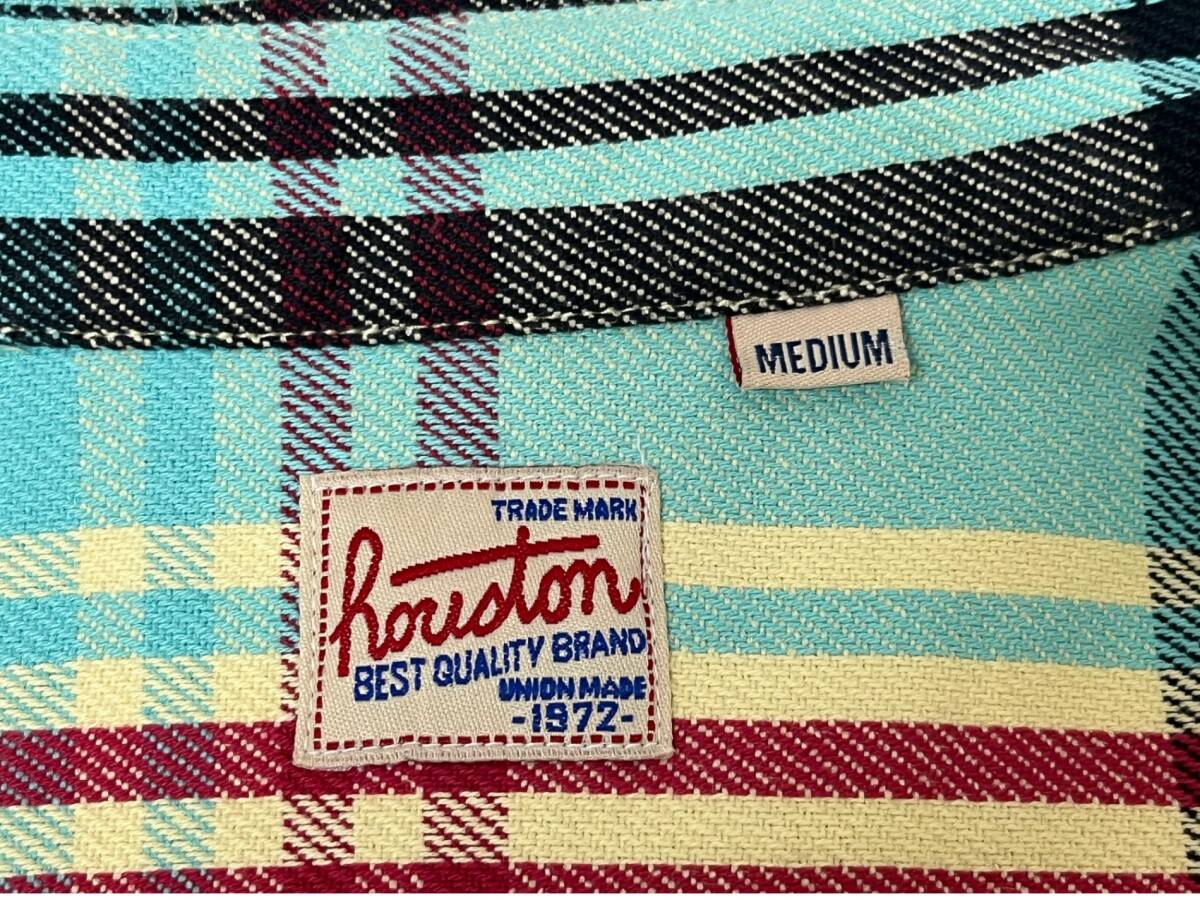 MEDIUM
TRADE MARK
houston
BEST QUALITY BRAND
UNION MADE
-1972-